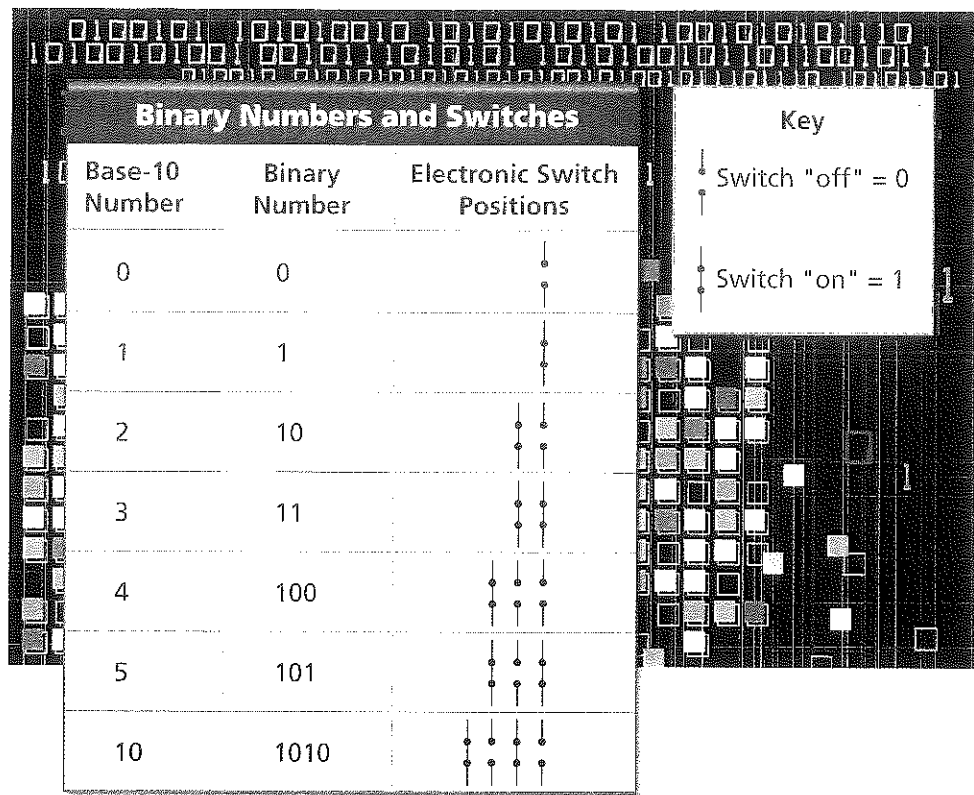 Binary Numbers and Switches
Base-10 Number
Binary Number
Electronic Switch Positions
0 0
1 1
2 10
3 11
4 100
5 101
10 1010
Key
Switch "off" = 0
Switch "on" = 1